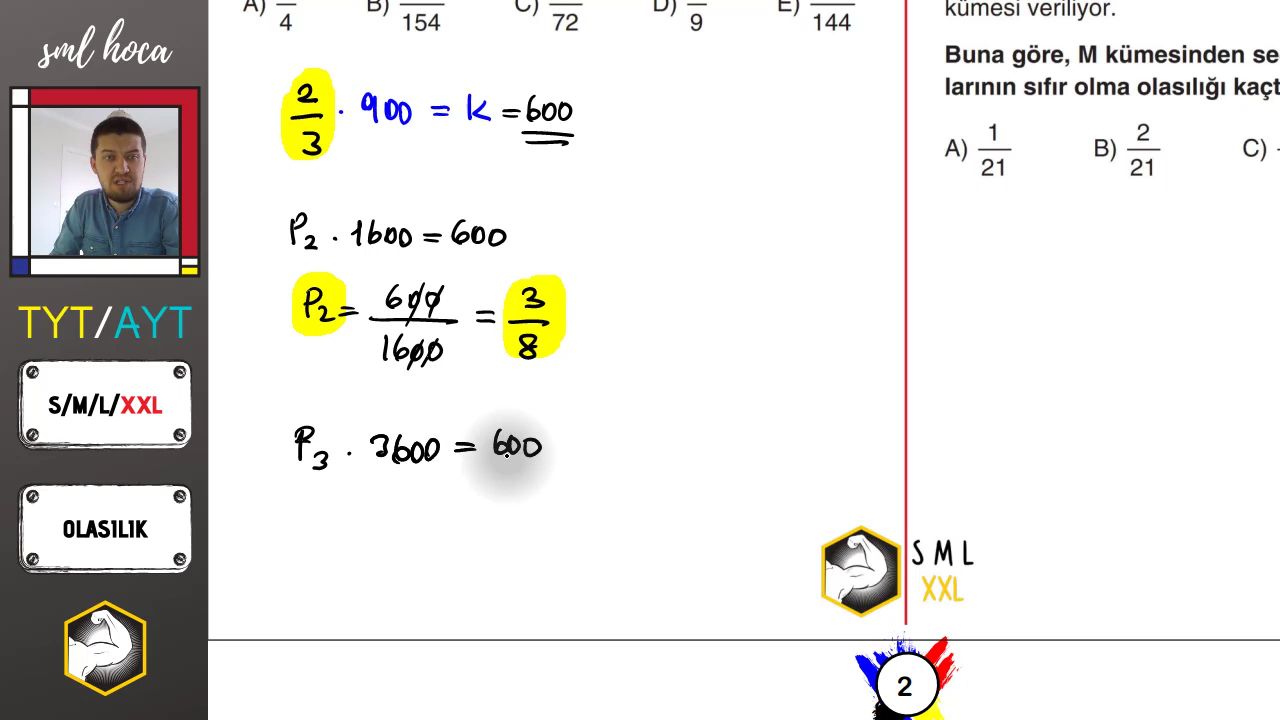 sml hoca
TYT/AYT
S/M/L/XXL
OLASILIK
A) 4
B) 154
C) 72
D) 9
E) 144
2/3 . 900 = k = 600
P₂ . 1600 = 600
P₂ = 600/1600 = 3/8
P₃ . 3600 = 600
SML
XXL
2
kümesi veriliyor.
Buna göre, M kümesinden se
larının sıfır olma olasılığı kaçt
A) 1/21
B) 2/21
C)